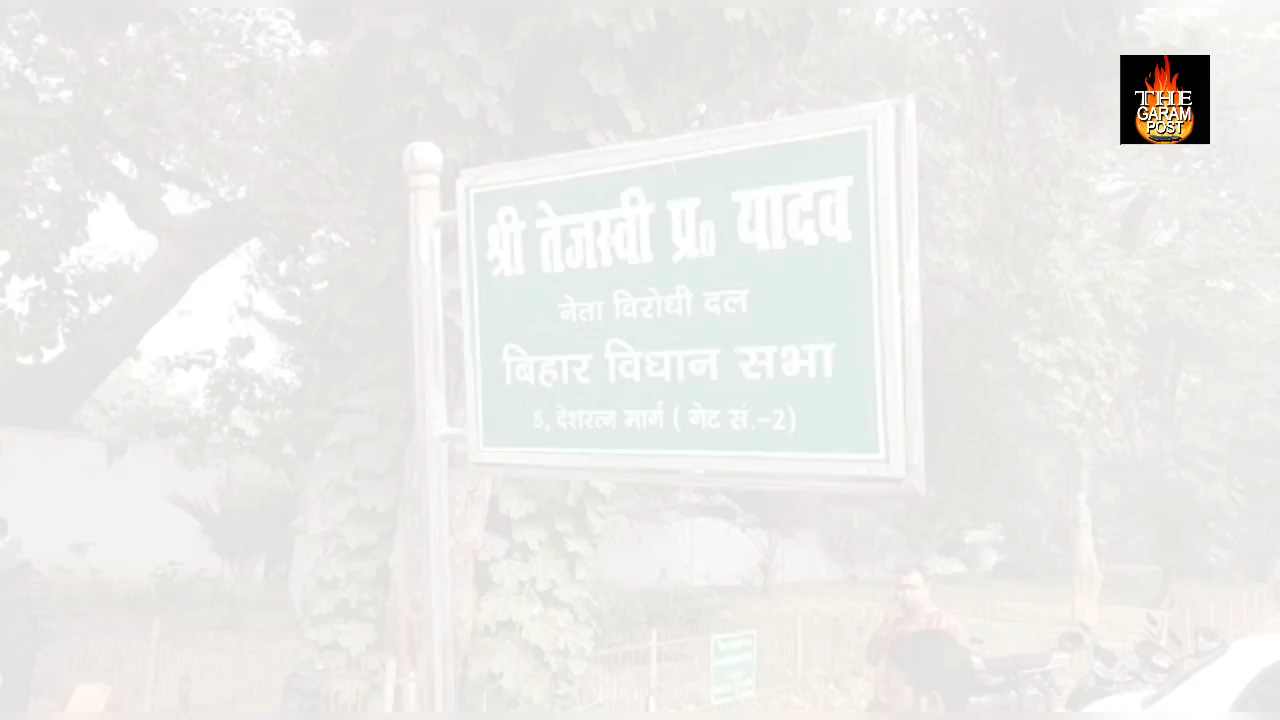 THE
GARAM
POST
श्री तेजस्वी प्र० यादव
नेता विरोधी दल
बिहार विधान सभा
5, देशरत्न मार्ग ( गेट सं.-2)